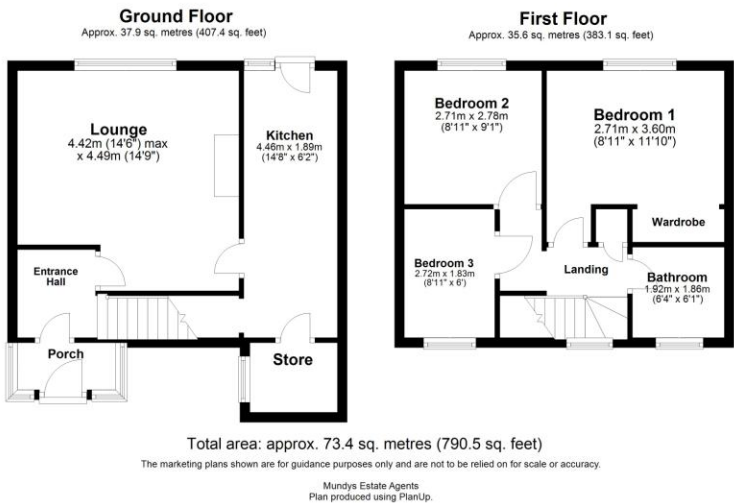 Ground Floor
Approx. 37.9 sq. metres (407.4 sq. feet)
Lounge
4.42m (14'6") max
x 4.49m (14'9")
Kitchen
4.46m x 1.89m
(14'8" x 6'2")
Entrance
Hall
Porch
Store
First Floor
Approx. 35.6 sq. metres (383.1 sq. feet)
Bedroom 2
2.71m x 2.78m
(8'11" x 9'1")
Bedroom 1
2.71m x 3.60m
(8'11" x 11'10")
Wardrobe
Bedroom 3
2.72m x 1.83m
(8'11" x 6')
Landing
Bathroom
1.92m x 1.86m
(6'4" x 6'1")
Total area: approx. 73.4 sq. metres (790.5 sq. feet)
The marketing plans shown are for guidance purposes only and are not to be relied on for scale or accuracy.
Mundys Estate Agents
Plan produced using PlanUp.